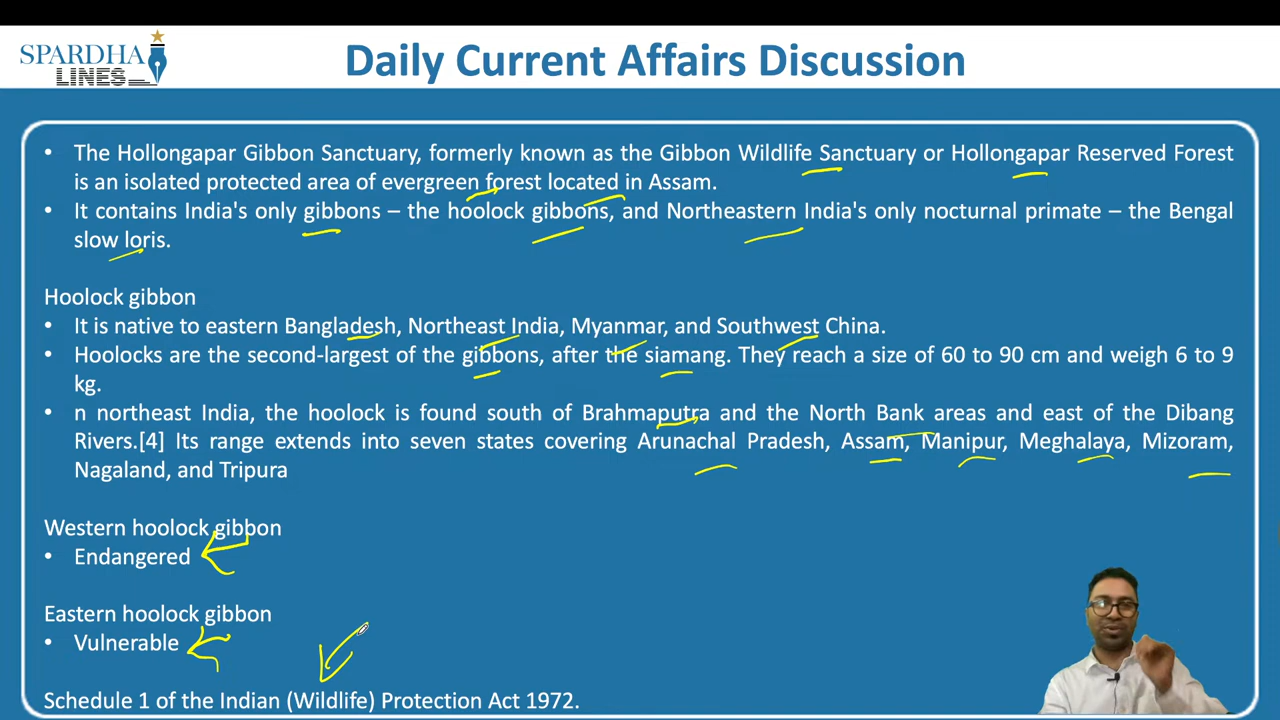 SPARDHA
LINES
Daily Current Affairs Discussion
• The Hollongapar Gibbon Sanctuary, formerly known as the Gibbon Wildlife Sanctuary or Hollongapar Reserved Forest
is an isolated protected area of evergreen forest located in Assam.
• It contains India's only gibbons – the hoolock gibbons, and Northeastern India's only nocturnal primate – the Bengal
slow loris.
Hoolock gibbon
• It is native to eastern Bangladesh, Northeast India, Myanmar, and Southwest China.
• Hoolocks are the second-largest of the gibbons, after the siamang. They reach a size of 60 to 90 cm and weigh 6 to 9
kg.
• n northeast India, the hoolock is found south of Brahmaputra and the North Bank areas and east of the Dibang
Rivers.[4] Its range extends into seven states covering Arunachal Pradesh, Assam, Manipur, Meghalaya, Mizoram,
Nagaland, and Tripura
Western hoolock gibbon
• Endangered
Eastern hoolock gibbon
• Vulnerable
Schedule 1 of the Indian (Wildlife) Protection Act 1972.